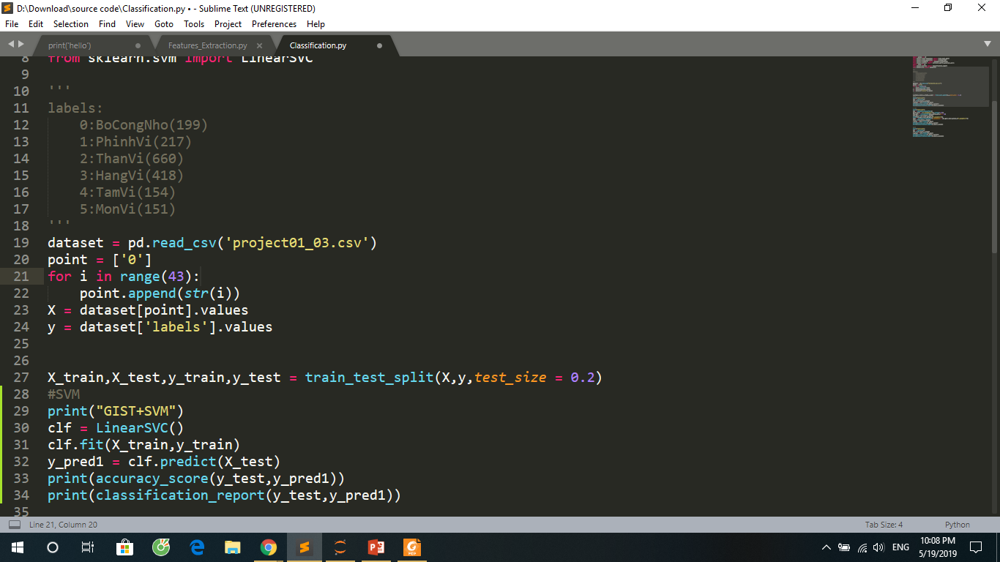 D:\Download\source code\Classification.py • - Sublime Text (UNREGISTERED)
File Edit Selection Find View Goto Tools Project Preferences Help
print('hello') Features_Extraction.py Classification.py
8 from sklearn.svm import LinearSVC
9
10 '''
11 labels:
12     0:BoCongNho(199)
13     1:PhinhVi(217)
14     2:ThanVi(660)
15     3:HangVi(418)
16     4:TamVi(154)
17     5:MonVi(151)
18 '''
19 dataset = pd.read_csv('project01_03.csv')
20 point = ['0']
21 for i in range(43):
22     point.append(str(i))
23 X = dataset[point].values
24 y = dataset['labels'].values
25
26
27 X_train,X_test,y_train,y_test = train_test_split(X,y,test_size = 0.2)
28 #SVM
29 print("GIST+SVM")
30 clf = LinearSVC()
31 clf.fit(X_train,y_train)
32 y_pred1 = clf.predict(X_test)
33 print(accuracy_score(y_test,y_pred1))
34 print(classification_report(y_test,y_pred1))
35
Line 21, Column 20 Tab Size: 4 Python
ENG 10:08 PM
5/19/2019